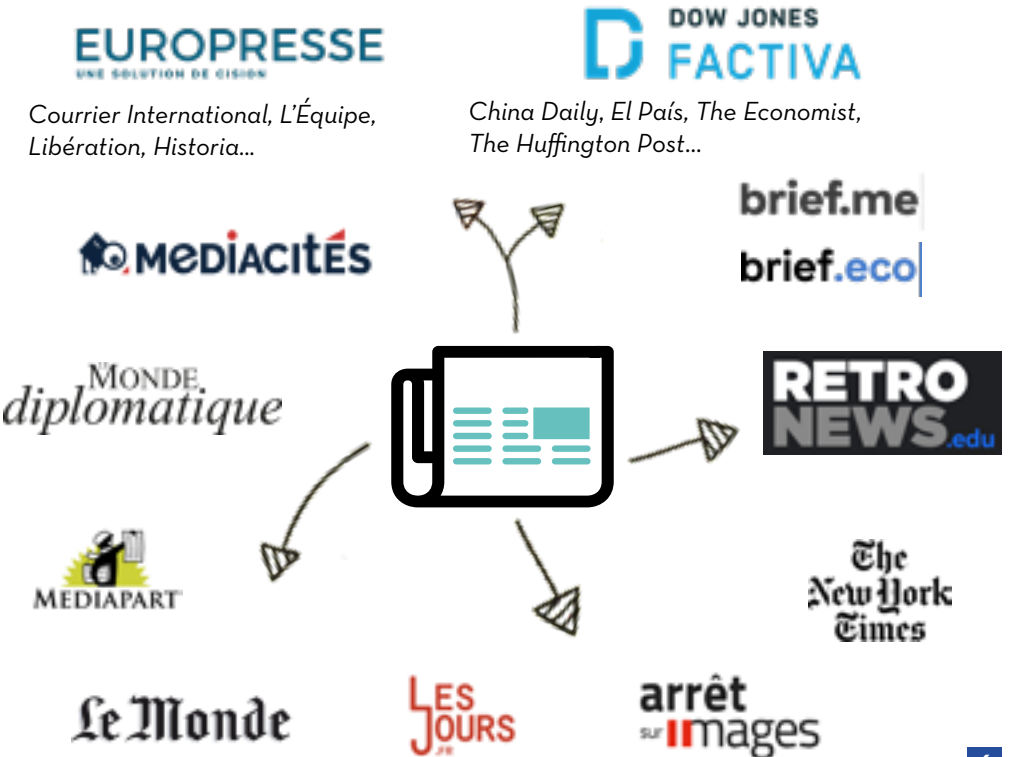 EUROPRESSE
UNE SOLUTION DE CISION
Courrier International, L'Équipe,
Libération, Historia...
DOW JONES
FACTIVA
China Daily, El País, The Economist,
The Huffington Post...
MEDIACITÉS
brief.me
brief.eco
LE MONDE
diplomatique
RETRO
NEWS.edu
MEDIAPART
The
New York
Times
Le Monde
LES
JOURS
.FR
arrêt
sur images